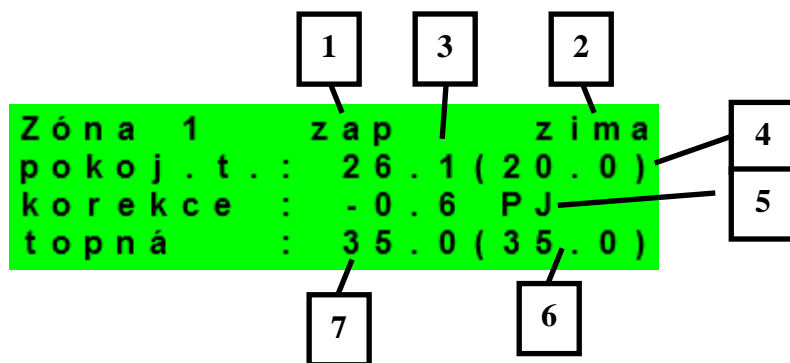 1 3 2
Zóna 1 zap zima
pokoj.t.: 26.1(20.0)
4
korekce : -0.6 PJ
5
topná : 35.0(35.0)
7 6